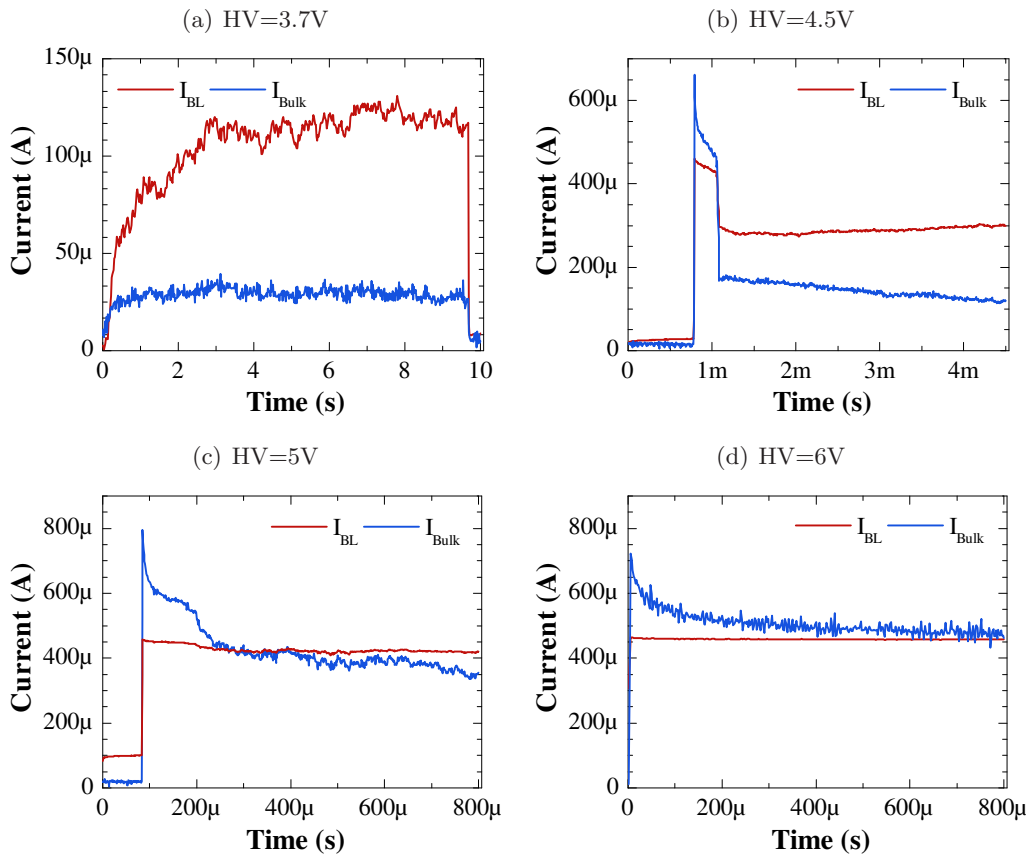 (a) HV=3.7V
150μ
100μ
50μ
0
0 2 4 6 8 10
I_BL I_Bulk
Current (A)
Time (s)
(b) HV=4.5V
600μ
400μ
200μ
0
0 1m 2m 3m 4m
I_BL I_Bulk
Current (A)
Time (s)
(c) HV=5V
800μ
600μ
400μ
200μ
0
0 200μ 400μ 600μ 800μ
I_BL I_Bulk
Current (A)
Time (s)
(d) HV=6V
800μ
600μ
400μ
200μ
0
0 200μ 400μ 600μ 800μ
I_BL I_Bulk
Current (A)
Time (s)